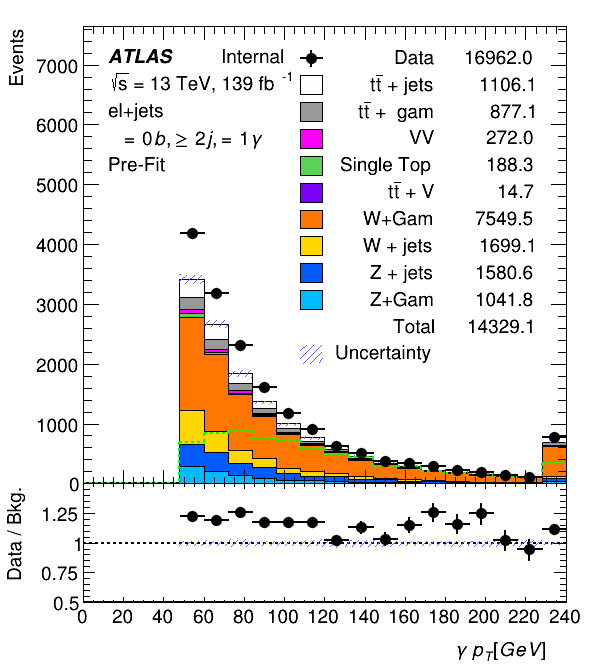 Events
7000
6000
5000
4000
3000
2000
1000
0
ATLAS Internal
√s = 13 TeV, 139 fb⁻¹
el+jets
= 0b, ≥ 2j, = 1γ
Pre-Fit
Data 16962.0
tt̄ + jets 1106.1
tt̄ + gam 877.1
VV 272.0
Single Top 188.3
tt̄ + V 14.7
W+Gam 7549.5
W + jets 1699.1
Z + jets 1580.6
Z+Gam 1041.8
Total 14329.1
Uncertainty
Data / Bkg.
1.25
1
0.75
0.5
0 20 40 60 80 100 120 140 160 180 200 220 240
γ p_T[GeV]